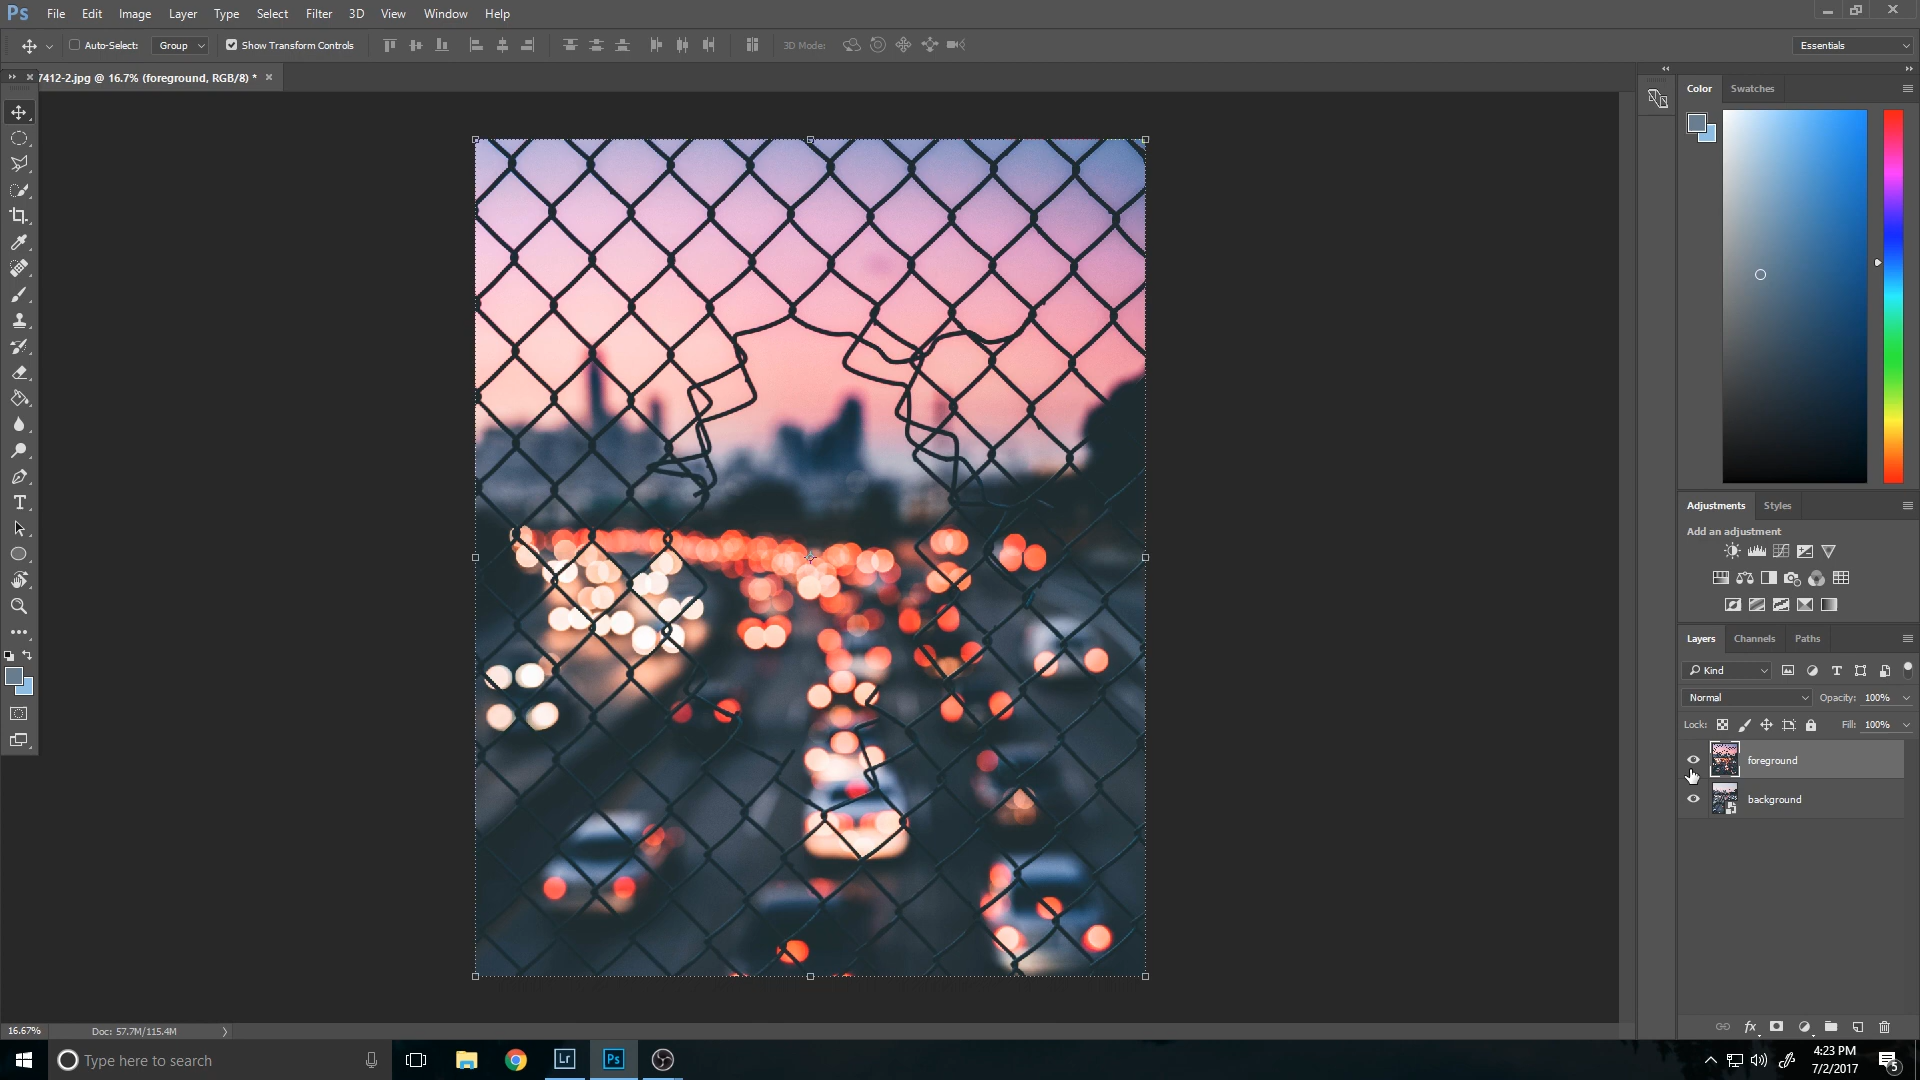 Ps File Edit Image Layer Type Select Filter 3D View Window Help
Auto-Select: Group Show Transform Controls 3D Mode: Essentials
7412-2.jpg @ 16.7% (foreground, RGB/8) *
Color Swatches
Adjustments Styles
Add an adjustment
Layers Channels Paths
Kind
Normal Opacity: 100%
Lock: Fill: 100%
foreground
background
fx
16.67% Doc: 57.7M/115.4M
Type here to search Lr Ps
4:23 PM
7/2/2017
5